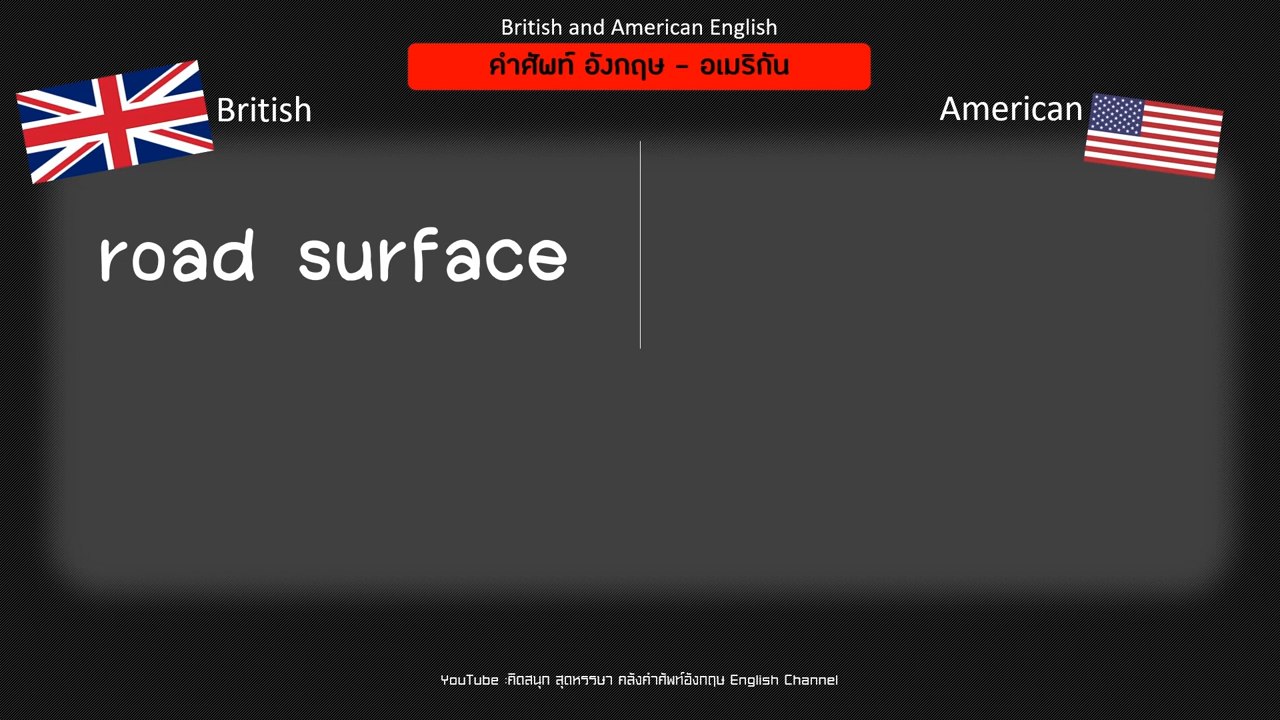 British and American English
คำศัพท์ อังกฤษ - อเมริกัน
British
American
road surface
YouTube :คิดสนุก สุดหรรษา คลังคำศัพท์อังกฤษ English Channel